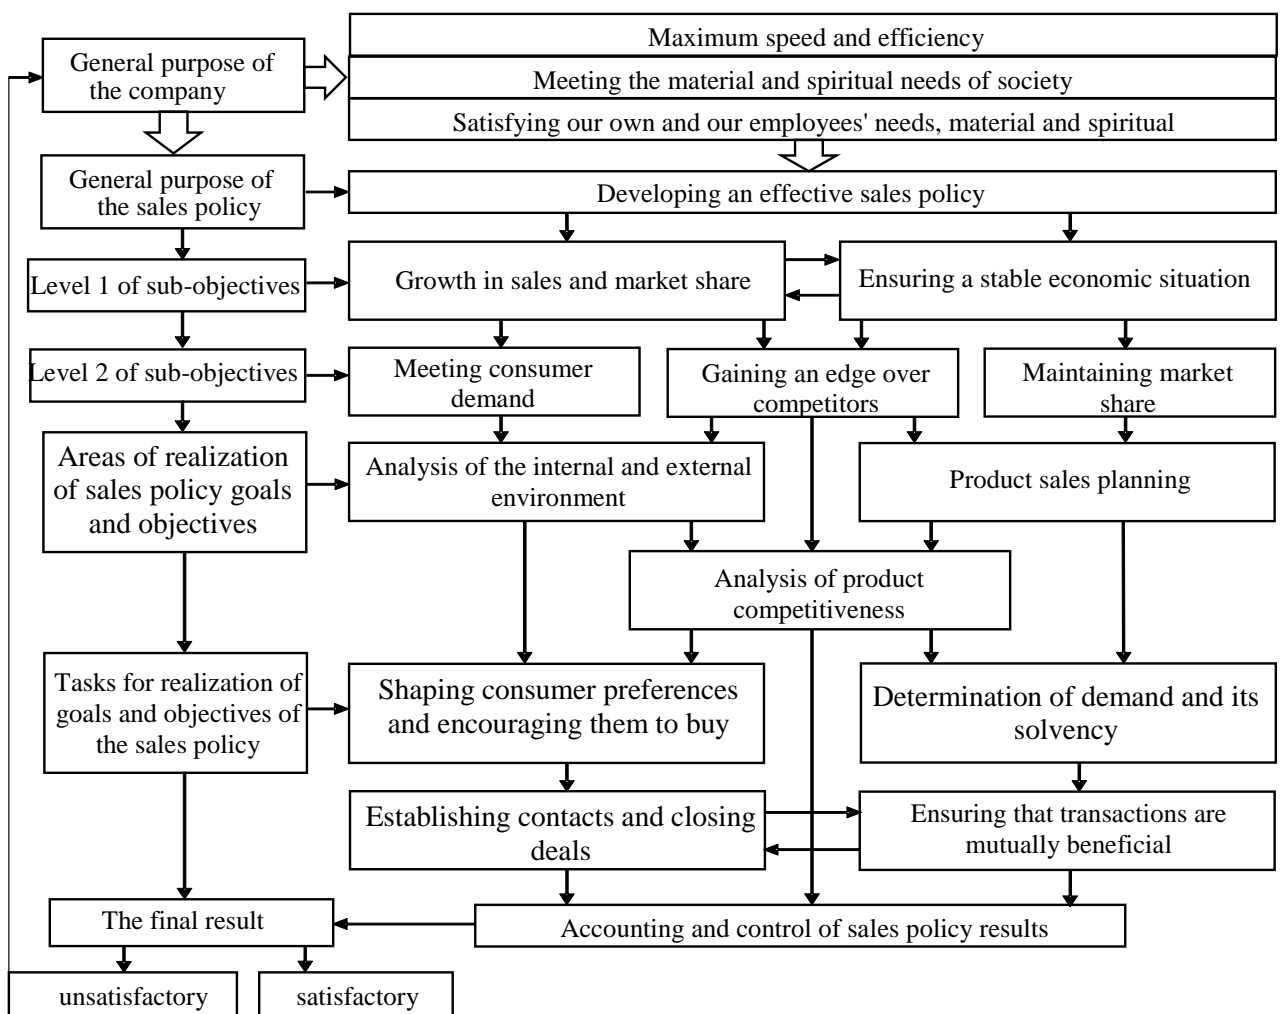 General purpose of
the company
Maximum speed and efficiency
Meeting the material and spiritual needs of society
Satisfying our own and our employees' needs, material and spiritual
General purpose of
the sales policy
Developing an effective sales policy
Level 1 of sub-objectives
Growth in sales and market share
Ensuring a stable economic situation
Level 2 of sub-objectives
Meeting consumer
demand
Gaining an edge over
competitors
Maintaining market
share
Areas of realization
of sales policy goals
and objectives
Analysis of the internal and external
environment
Product sales planning
Analysis of product
competitiveness
Tasks for realization of
goals and objectives of
the sales policy
Shaping consumer preferences
and encouraging them to buy
Determination of demand and its
solvency
Establishing contacts and closing
deals
Ensuring that transactions are
mutually beneficial
The final result
Accounting and control of sales policy results
unsatisfactory
satisfactory